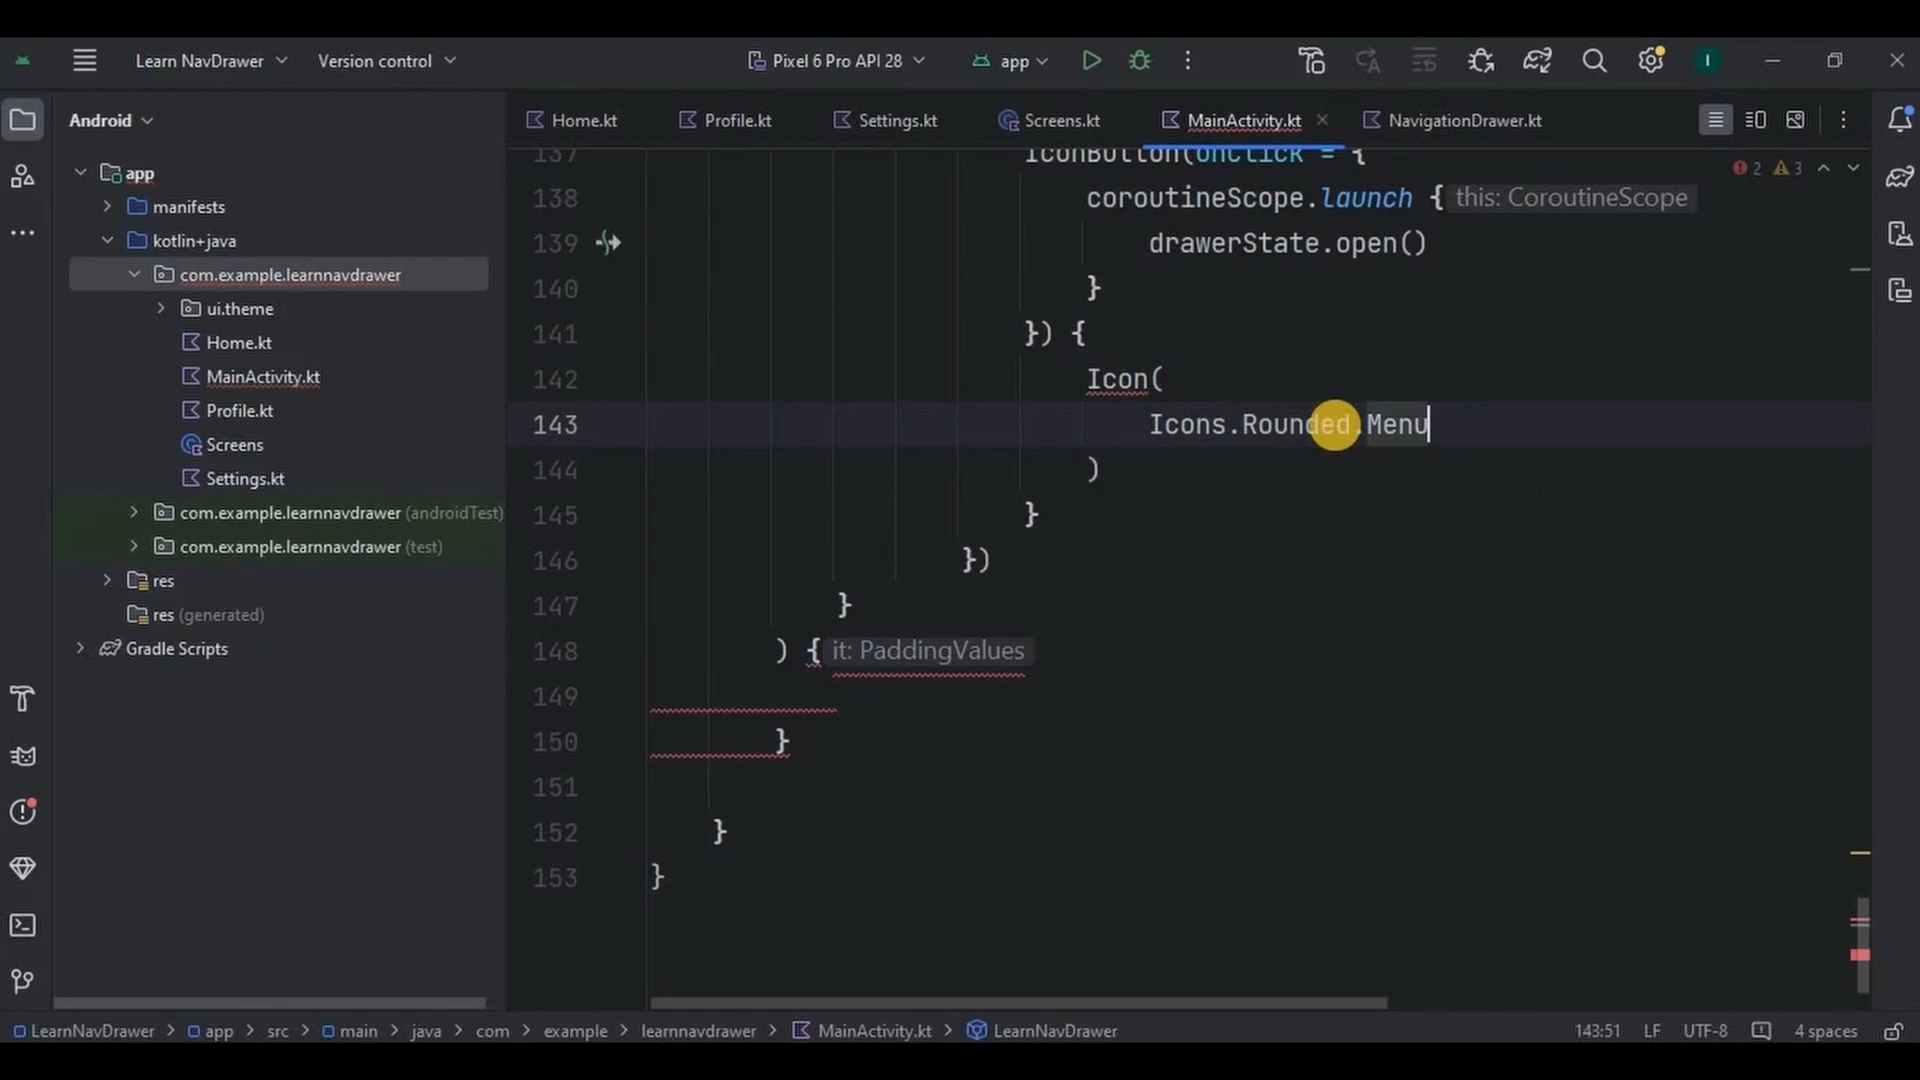 Learn NavDrawer Version control Pixel 6 Pro API 28 app I
Android Home.kt Profile.kt Settings.kt Screens.kt MainActivity.kt NavigationDrawer.kt
app
manifests
kotlin+java
com.example.learnnavdrawer
ui.theme
Home.kt
MainActivity.kt
Profile.kt
Screens
Settings.kt
com.example.learnnavdrawer (androidTest)
com.example.learnnavdrawer (test)
res
res (generated)
Gradle Scripts
137 IconButton(onClick = {
2 3
138 coroutineScope.launch { this: CoroutineScope
139 drawerState.open()
140 }
141 }) {
142 Icon(
143 Icons.Rounded.Menu
144 )
145 }
146 })
147 }
148 ) { it: PaddingValues
149
150 }
151
152 }
153 }
LearnNavDrawer > app > src > main > java > com > example > learnnavdrawer > MainActivity.kt > LearnNavDrawer 143:51 LF UTF-8 4 spaces